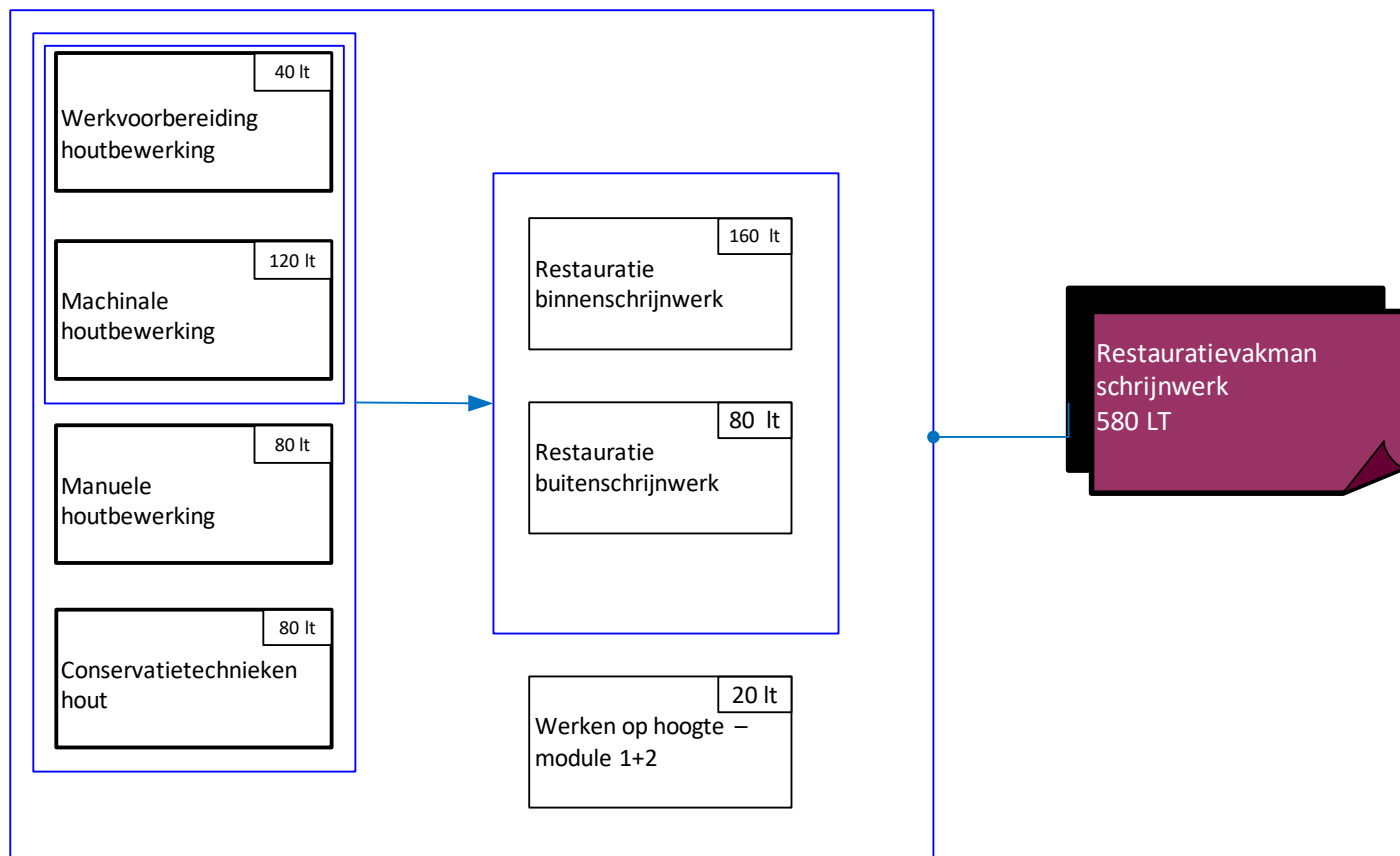 40 lt
Werkvoorbereiding
houtbewerking
120 lt
Machinale
houtbewerking
80 lt
Manuele
houtbewerking
80 lt
Conservatietechnieken
hout
160 lt
Restauratie
binnenschrijnwerk
80 lt
Restauratie
buitenschrijnwerk
20 lt
Werken op hoogte –
module 1+2
Restauratievakman
schrijnwerk
580 LT